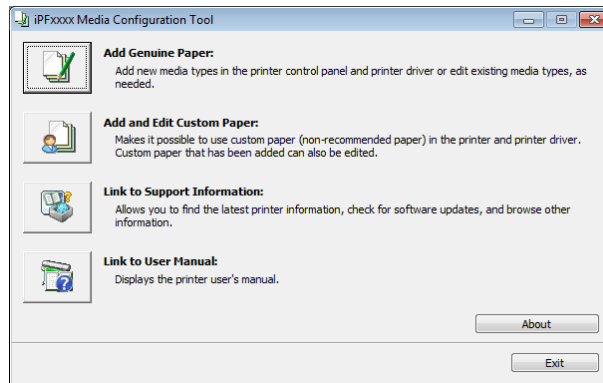 iPFxxxx Media Configuration Tool
Add Genuine Paper:
Add new media types in the printer control panel and printer driver or edit existing media types, as
needed.
Add and Edit Custom Paper:
Makes it possible to use custom paper (non-recommended paper) in the printer and printer driver.
Custom paper that has been added can also be edited.
Link to Support Information:
Allows you to find the latest printer information, check for software updates, and browse other
information.
Link to User Manual:
Displays the printer user's manual.
About
Exit